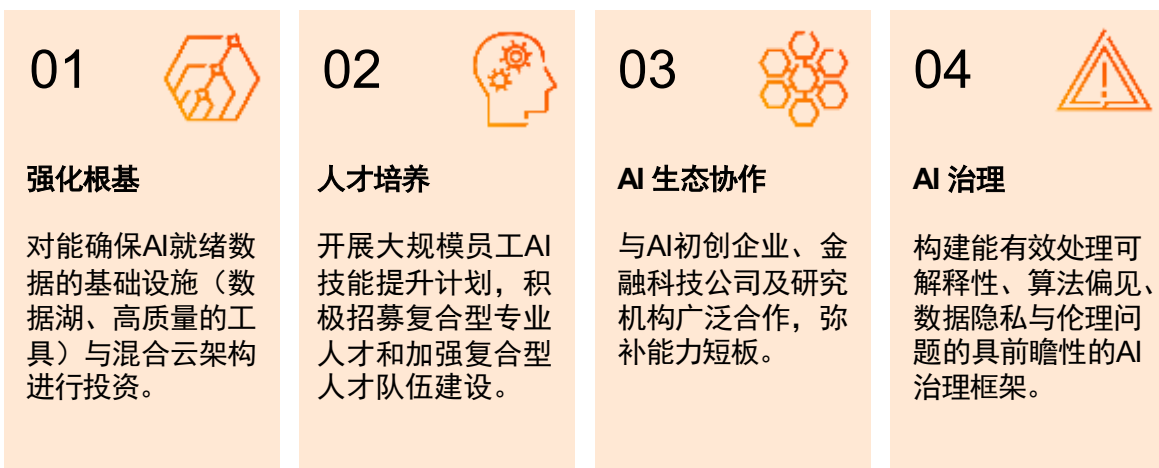 01
强化根基
对能确保AI就绪数
据的基础设施（数
据湖、高质量的工
具）与混合云架构
进行投资。
02
人才培养
开展大规模员工AI
技能提升计划，积
极招募复合型专业
人才和加强复合型
人才队伍建设。
03
AI 生态协作
与AI初创企业、金
融科技公司及研究
机构广泛合作，弥
补能力短板。
04
AI 治理
构建能有效处理可
解释性、算法偏见、
数据隐私与伦理问
题的具前瞻性的AI
治理框架。